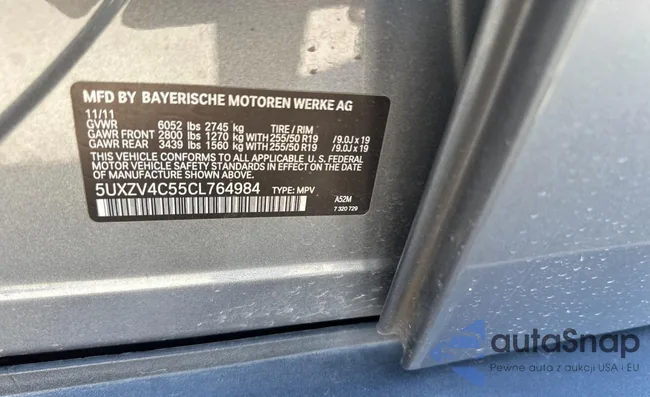 MFD BY BAYERISCHE MOTOREN WERKE AG
11/11
GVWR 6052 lbs 2745 kg TIRE / RIM
GAWR FRONT 2800 lbs 1270 kg WITH 255/50 R19 / 9.0J x 19
GAWR REAR 3439 lbs 1560 kg WITH 255/50 R19 / 9.0J x 19
THIS VEHICLE CONFORMS TO ALL APPLICABLE U. S. FEDERAL
MOTOR VEHICLE SAFETY STANDARDS IN EFFECT ON THE DATE
OF MANUFACTURE SHOWN ABOVE.
5UXZV4C55CL764984 TYPE: MPV
A52M
7 320 729
autoSnap
Pewne auta z aukcji USA i EU